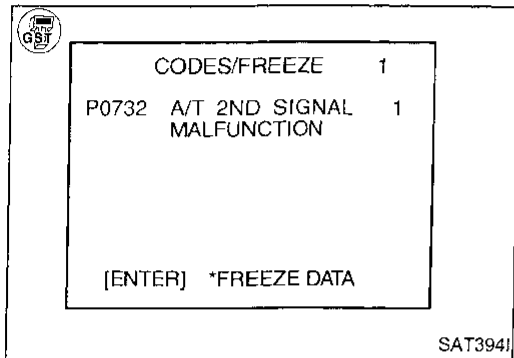 GST
CODES/FREEZE 1
P0732 A/T 2ND SIGNAL 1
MALFUNCTION
[ENTER] *FREEZE DATA
SAT394I